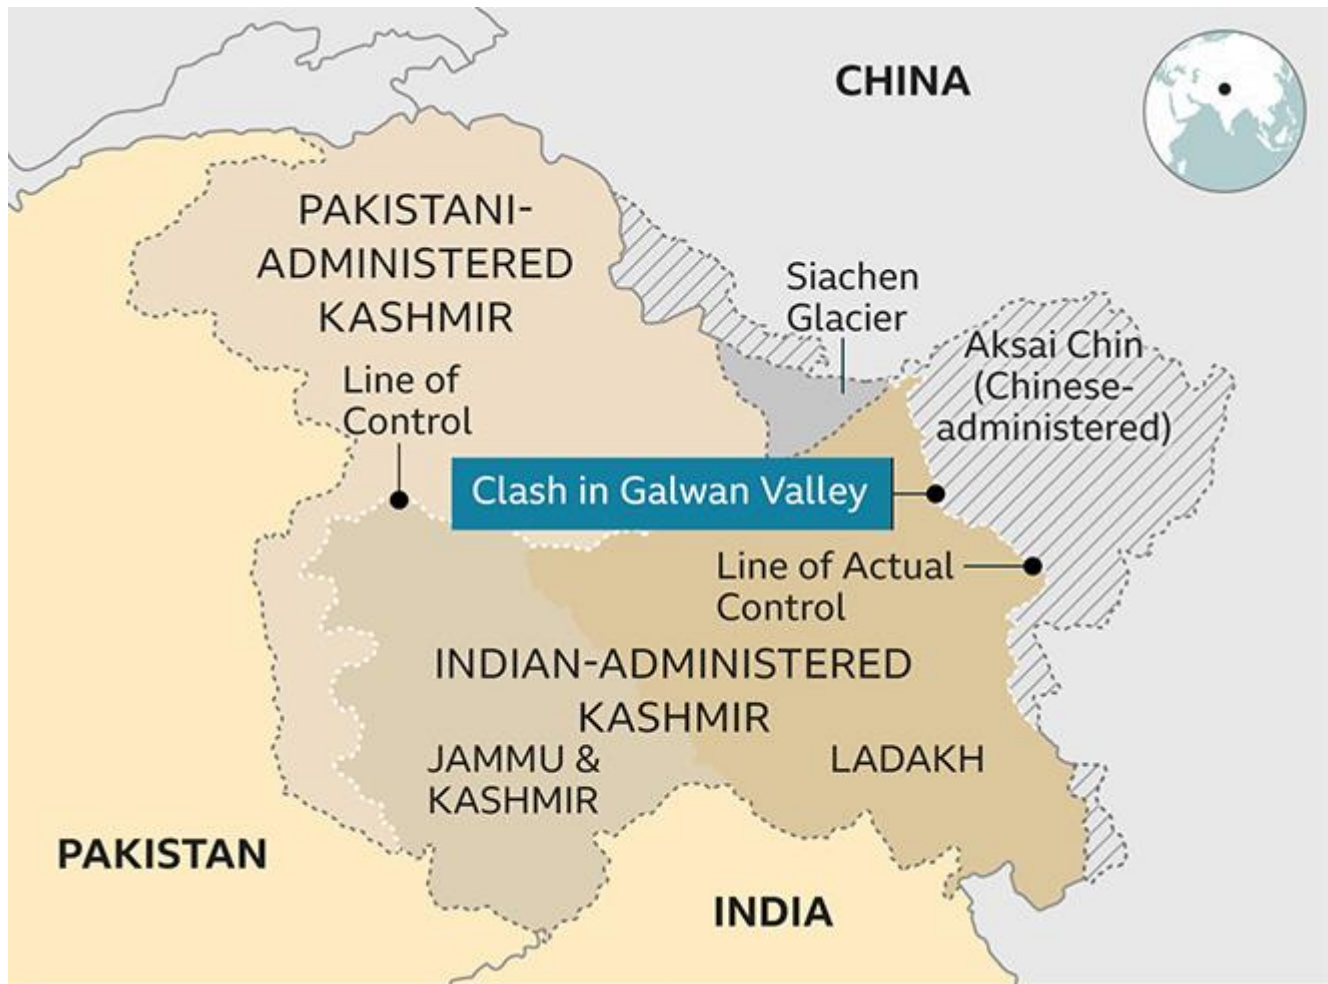 CHINA
PAKISTANI-
ADMINISTERED
KASHMIR
Siachen
Glacier
Aksai Chin
(Chinese-
administered)
Line of
Control
Clash in Galwan Valley
Line of Actual
Control
INDIAN-ADMINISTERED
KASHMIR
JAMMU &
KASHMIR
LADAKH
PAKISTAN
INDIA